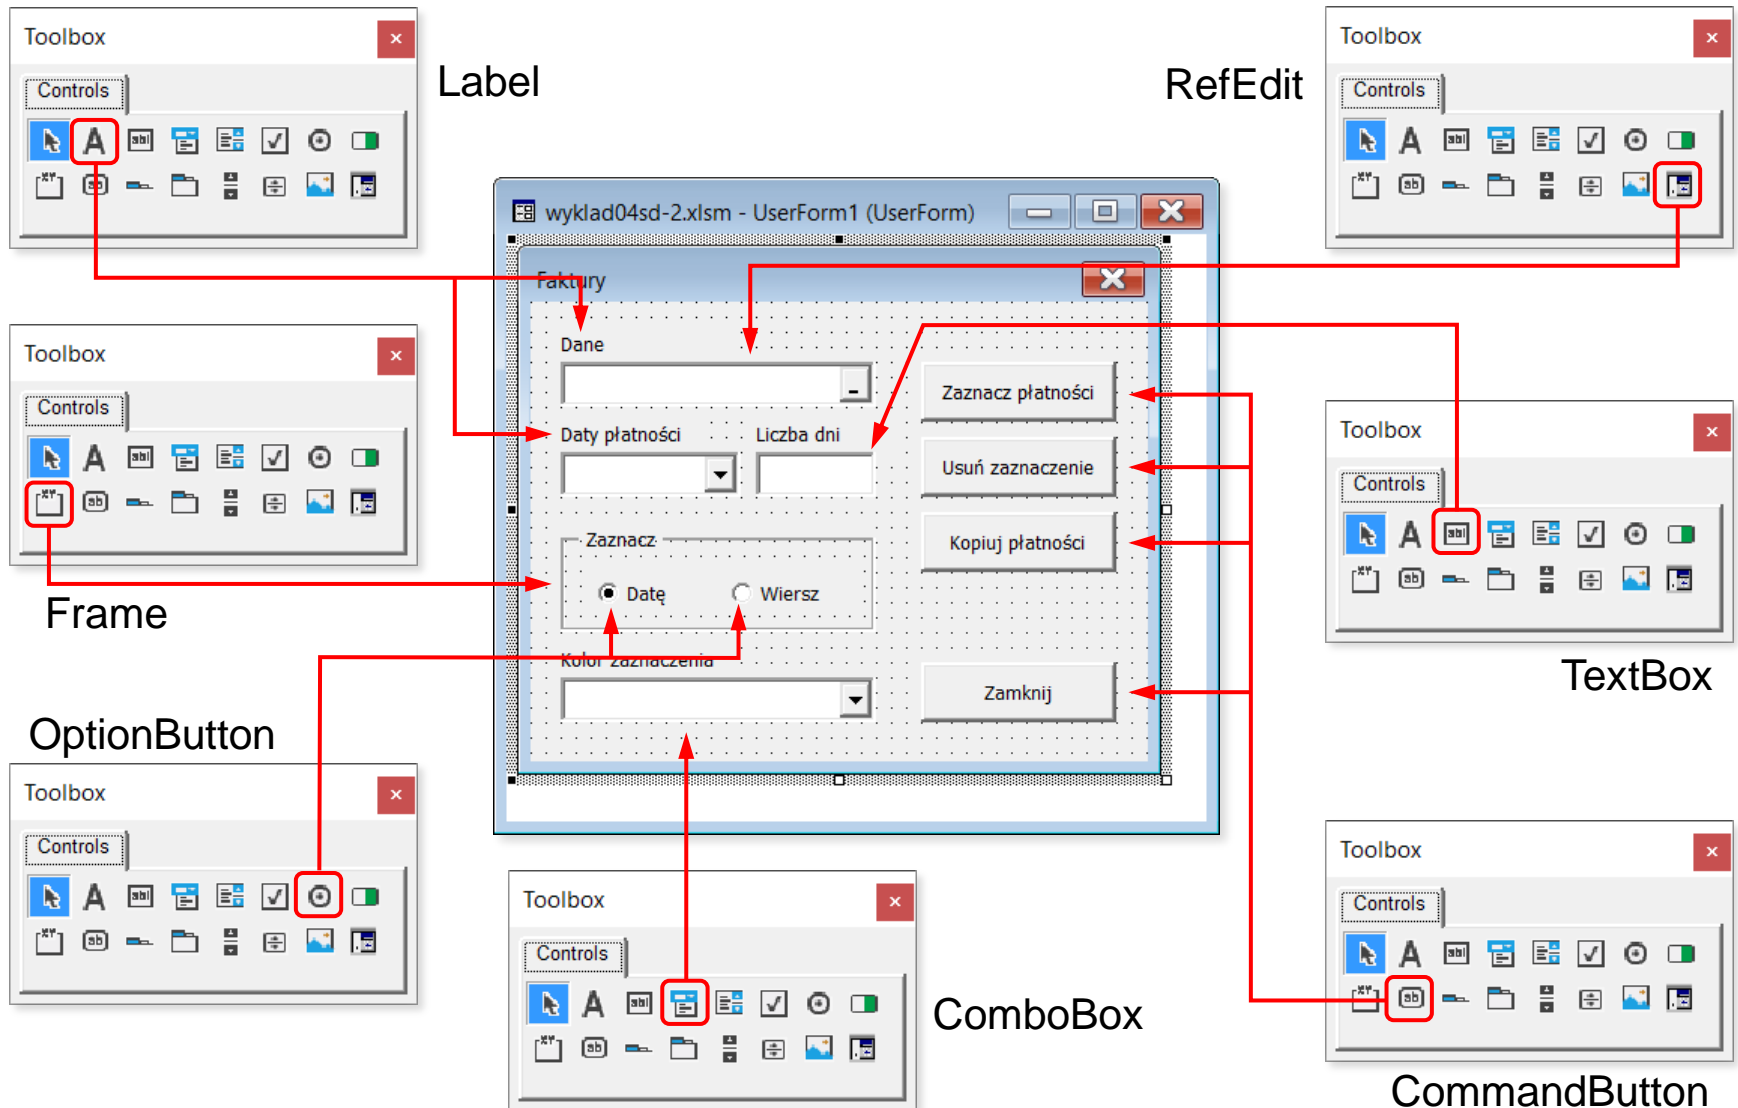 Toolbox
Controls
Label
RefEdit
Toolbox
Controls
wyklad04sd-2.xlsm - UserForm1 (UserForm)
Faktury
Dane
Zaznacz płatności
Daty płatności
Liczba dni
Usuń zaznaczenie
Zaznacz
Kopiuj płatności
Datę
Wiersz
Kolor zaznaczenia
Zamknij
Toolbox
Controls
Frame
Toolbox
Controls
TextBox
OptionButton
Toolbox
Controls
Toolbox
Controls
ComboBox
Toolbox
Controls
CommandButton